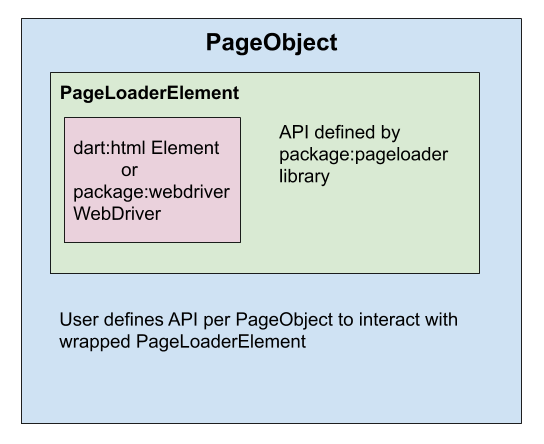 PageObject
PageLoaderElement
dart:html Element
or
package:webdriver
WebDriver
API defined by
package:pageloader
library
User defines API per PageObject to interact with
wrapped PageLoaderElement